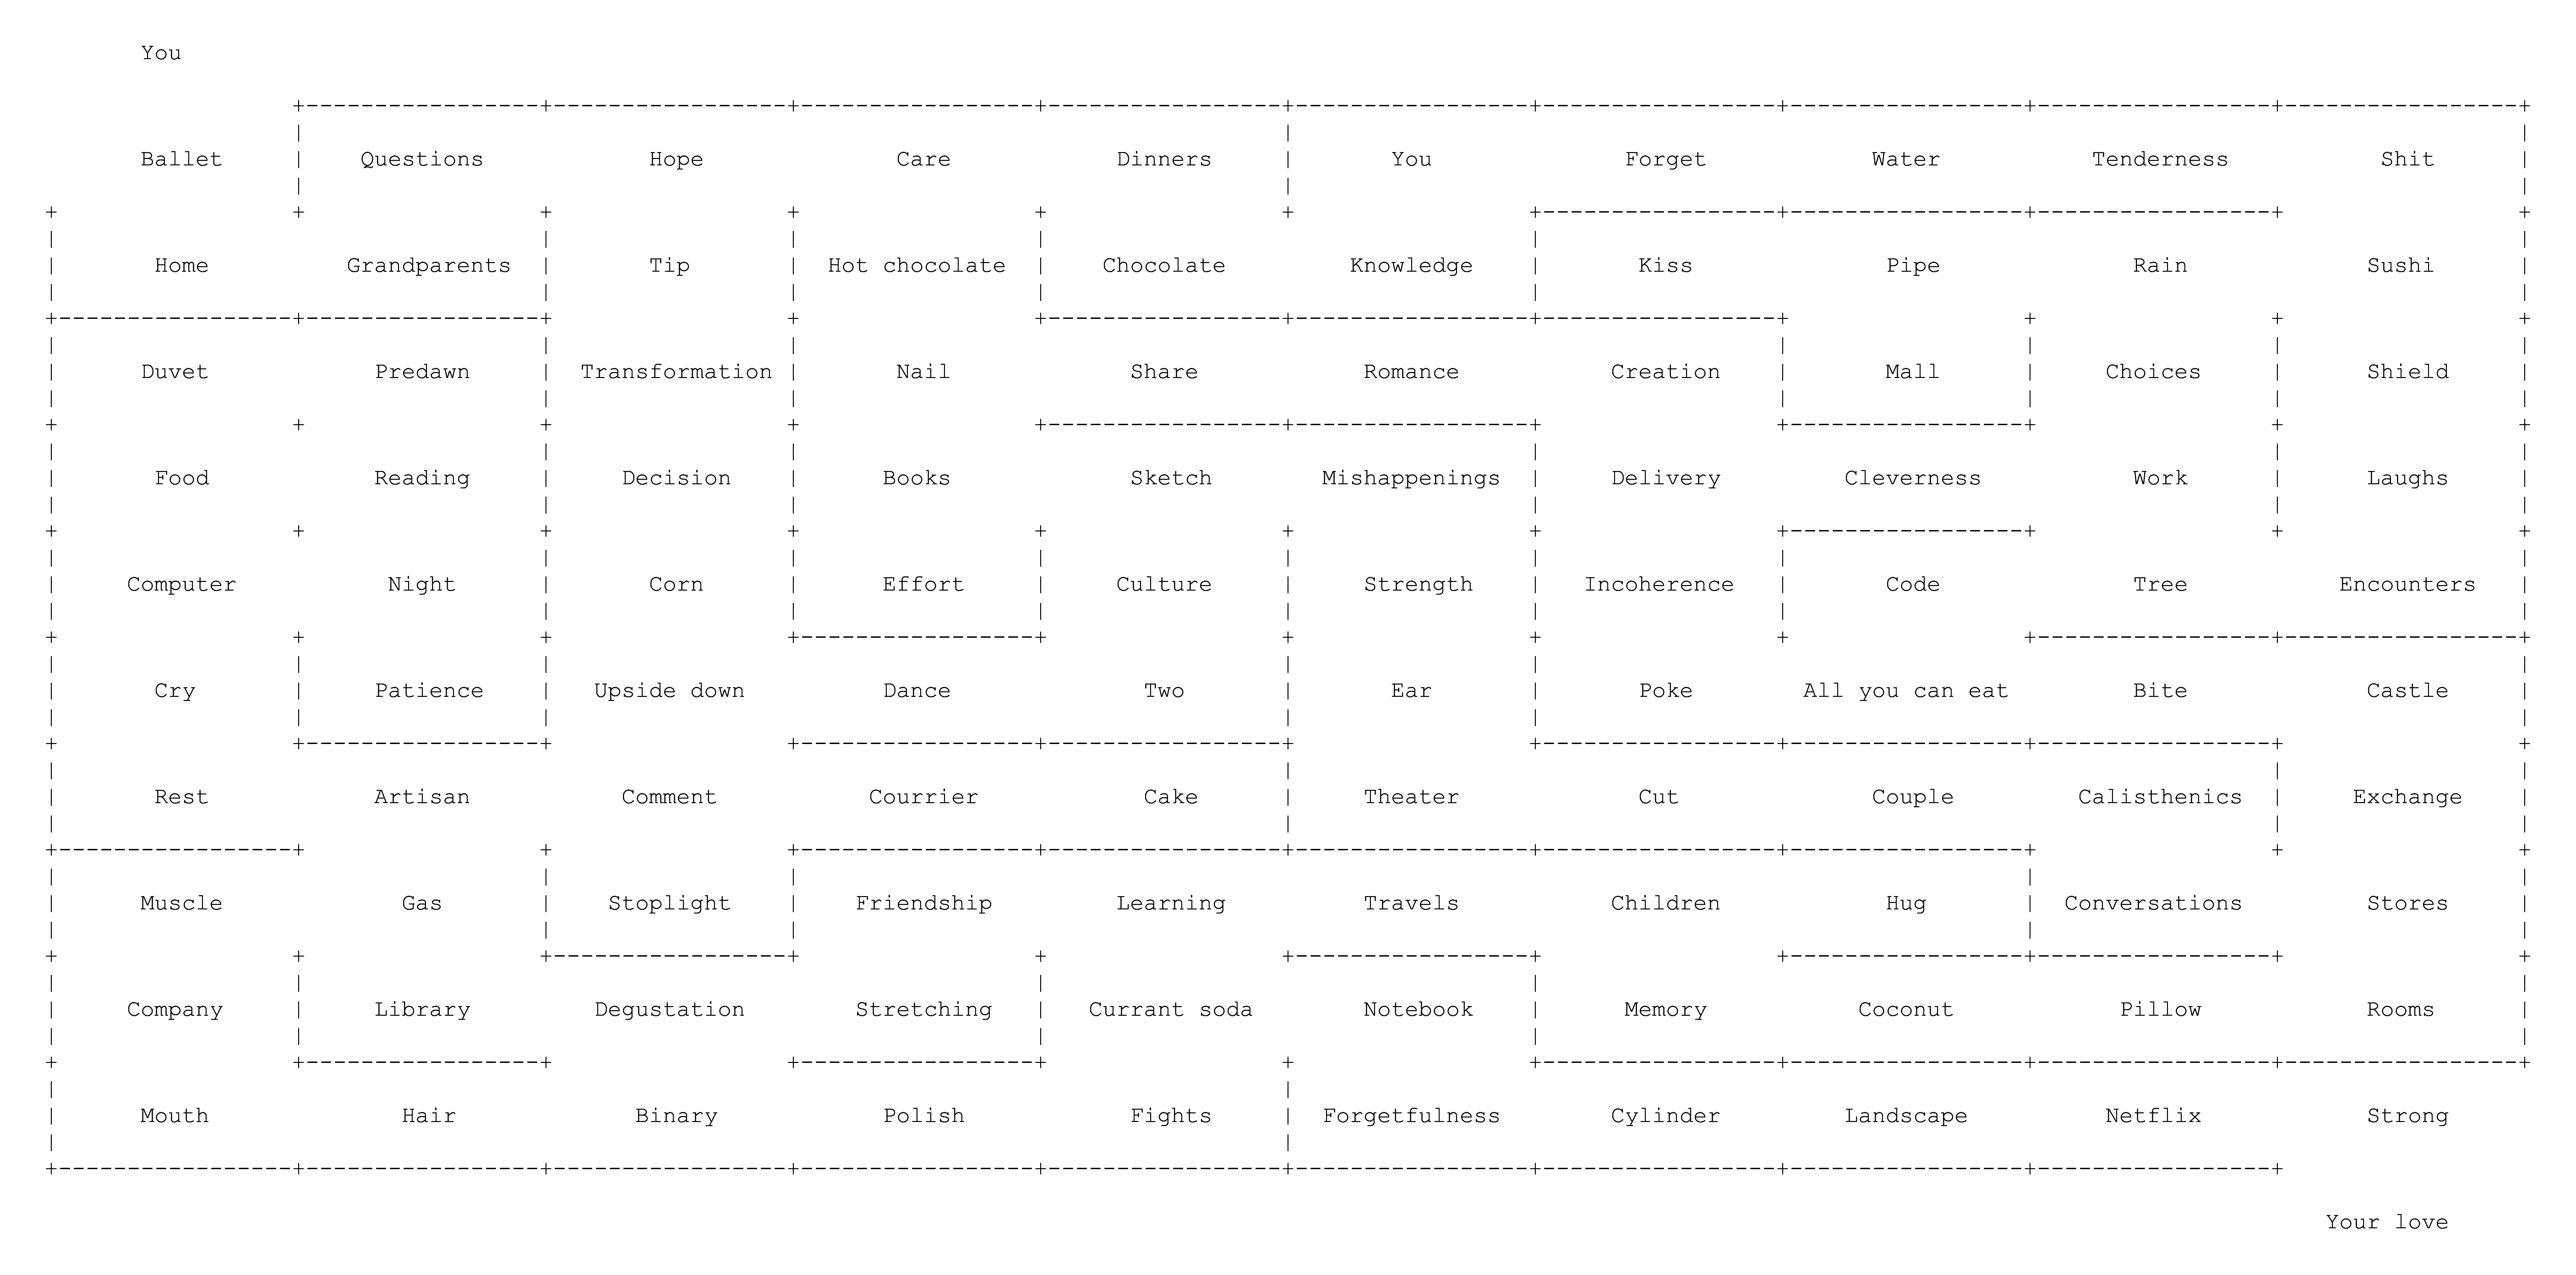 You
Ballet Questions Hope Care Dinners You Forget Water Tenderness Shit
Home Grandparents Tip Hot chocolate Chocolate Knowledge Kiss Pipe Rain Sushi
Duvet Predawn Transformation Nail Share Romance Creation Mall Choices Shield
Food Reading Decision Books Sketch Mishappenings Delivery Cleverness Work Laughs
Computer Night Corn Effort Culture Strength Incoherence Code Tree Encounters
Cry Patience Upside down Dance Two Ear Poke All you can eat Bite Castle
Rest Artisan Comment Courrier Cake Theater Cut Couple Calisthenics Exchange
Muscle Gas Stoplight Friendship Learning Travels Children Hug Conversations Stores
Company Library Degustation Stretching Currant soda Notebook Memory Coconut Pillow Rooms
Mouth Hair Binary Polish Fights Forgetfulness Cylinder Landscape Netflix Strong
Your love